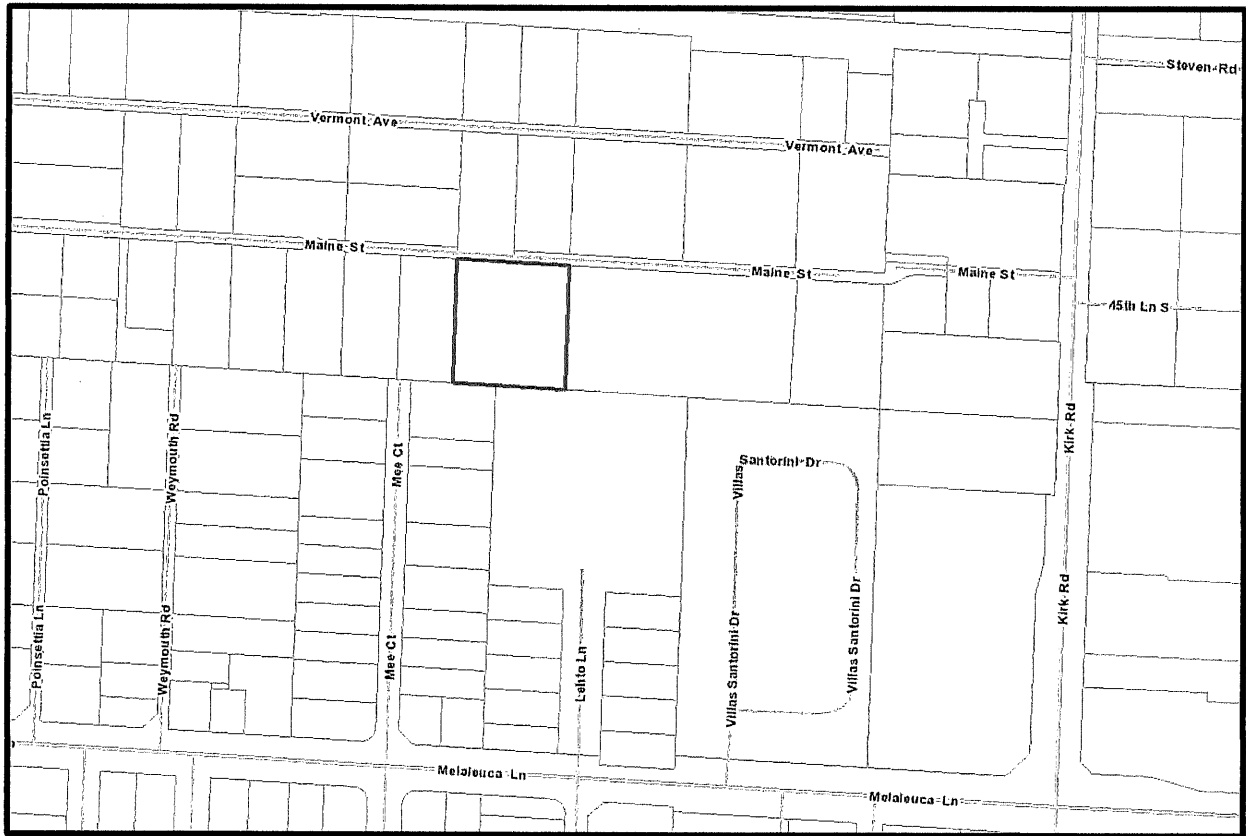 Steven Rd
Vermont Ave
Vermont Ave
Maine St
Maine St
Maine St
45th Ln S
Poinsettia Ln
Weymouth Rd
Mee Ct
Santorini Dr
Villas
Kirk Rd
Poinsettia Ln
Weymouth Rd
Mee Ct
Lehto Ln
Villas Santorini Dr
Villas Santorini Dr
Kirk Rd
Melaleuca Ln
Melaleuca Ln